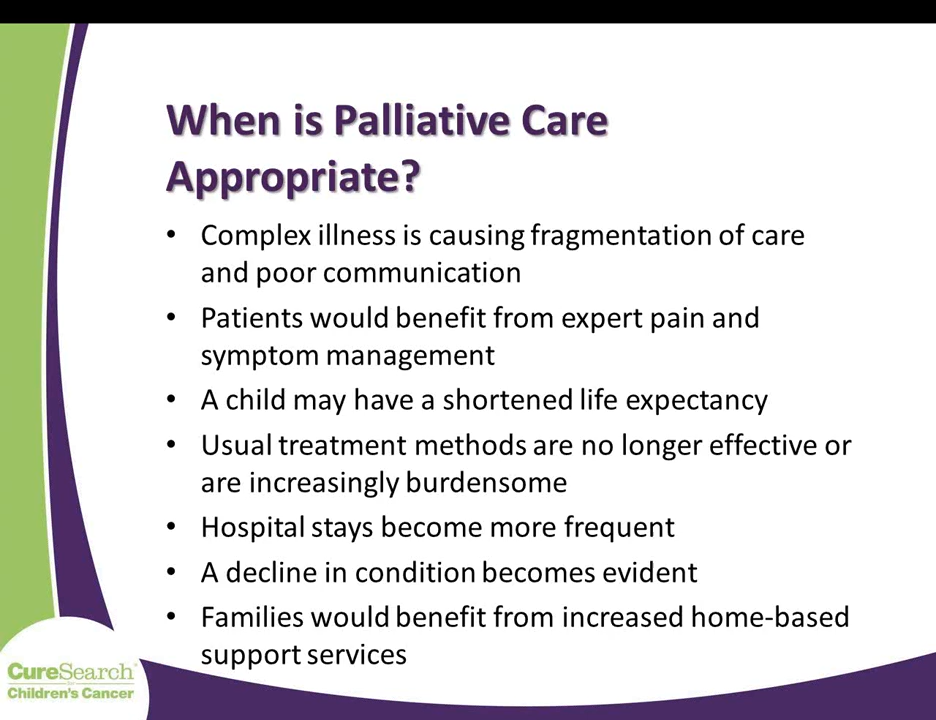 When is Palliative Care
Appropriate?
• Complex illness is causing fragmentation of care
and poor communication
• Patients would benefit from expert pain and
symptom management
• A child may have a shortened life expectancy
• Usual treatment methods are no longer effective or
are increasingly burdensome
• Hospital stays become more frequent
• A decline in condition becomes evident
• Families would benefit from increased home-based
support services
CureSearch
Children's Cancer